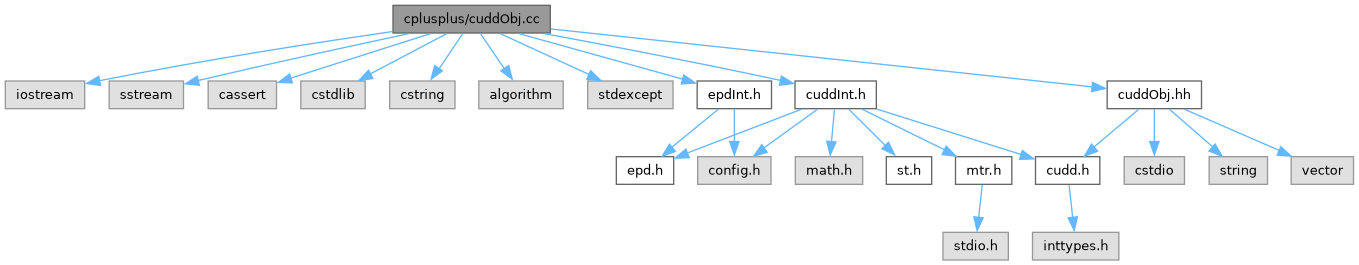 cplusplus/cuddObj.cc
iostream
sstream
cassert
cstdlib
cstring
algorithm
stdexcept
epdInt.h
cuddInt.h
cuddObj.hh
epd.h
config.h
math.h
st.h
mtr.h
cudd.h
cstdio
string
vector
stdio.h
inttypes.h